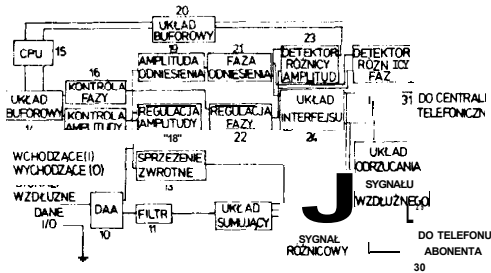 20
UKŁAD
BUFOROWY
CPU
15
19
AMPLITUDA
ODNIESIENIA
21
FAZA
ODNIESIENIA
23
DETEKTOR
RÓŻNICY
AMPLITUD
DETEKTOR
RÓŻNICY
FAZ
16
KONTROLA
FAZY
UKŁAD
BUFOROWY
KONTROLA
AMPLITUDY
REGULACJA
AMPLITUDY
"18"
REGULACJA
FAZY
22
UKŁAD
INTERFEJSU
24
31
DO CENTRALI
TELEFONICZN
WCHODZĄCE(I)
WYCHODZĄCE(O)
WZDŁUŻNE
DANE
I/O
SPRZĘŻENIE
ZWROTNE
13
DAA
10
FILTR
11
UKŁAD
SUMUJĄCY
J
SYGNAŁ
RÓŻNICOWY
UKŁAD
ODRZUCANIA
SYGNAŁU
WZDŁUŻNEGO
DO TELEFONU
ABONENTA
30